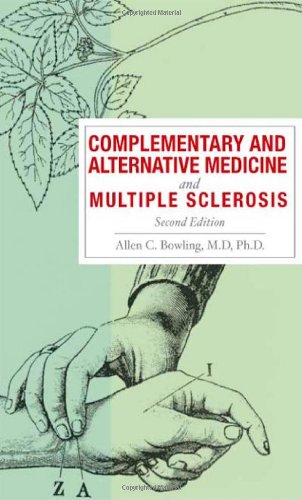 COMPLEMENTARY AND
ALTERNATIVE MEDICINE
and
MULTIPLE SCLEROSIS
Second Edition
Allen C. Bowling, M.D, Ph.D.
I
Z A